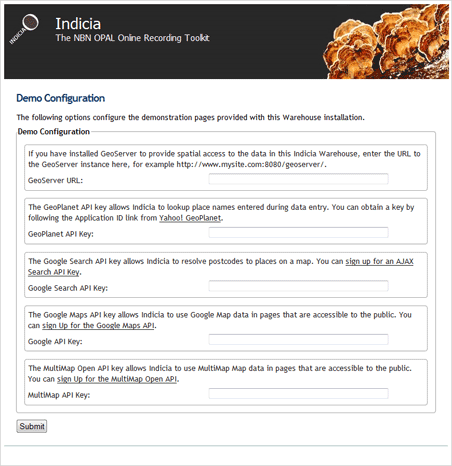 INDICIA
Indicia
The NBN OPAL Online Recording Toolkit
Demo Configuration
The following options configure the demonstration pages provided with this Warehouse installation.
Demo Configuration
If you have installed GeoServer to provide spatial access to the data in this Indicia Warehouse, enter the URL to
the GeoServer instance here, for example http://www.mysite.com:8080/geoserver/.
GeoServer URL:
The GeoPlanet API key allows Indicia to lookup place names entered during data entry. You can obtain a key by
following the Application ID link from Yahoo! GeoPlanet.
GeoPlanet API Key:
The Google Search API key allows Indicia to resolve postcodes to places on a map. You can sign up for an AJAX
Search API Key.
Google Search API Key:
The Google Maps API key allows Indicia to use Google Map data in pages that are accessible to the public. You
can sign Up for the Google Maps API.
Google API Key:
The MultiMap Open API key allows Indicia to use MultiMap Map data in pages that are accessible to the public.
You can sign Up for the MultiMap Open API.
MultiMap API Key:
Submit